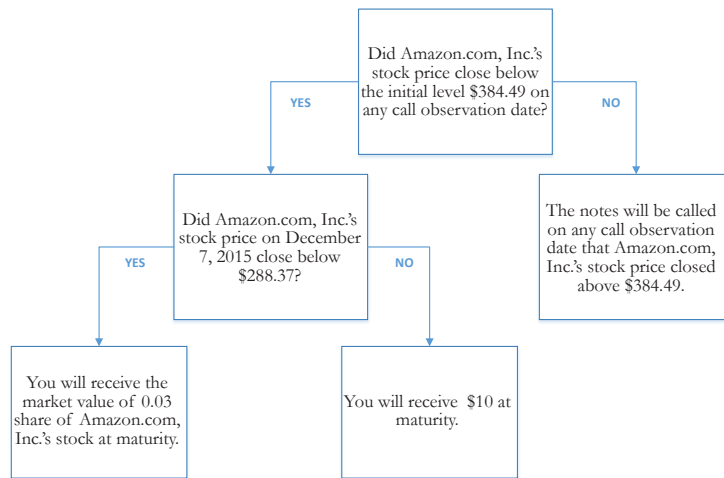 Did Amazon.com, Inc.'s
stock price close below
the initial level $384.49 on
any call observation date?
YES
NO
Did Amazon.com, Inc.'s
stock price on December
7, 2015 close below
$288.37?
The notes will be called
on any call observation
date that Amazon.com,
Inc.'s stock price closed
above $384.49.
YES
NO
You will receive the
market value of 0.03
share of Amazon.com,
Inc.'s stock at maturity.
You will receive $10 at
maturity.